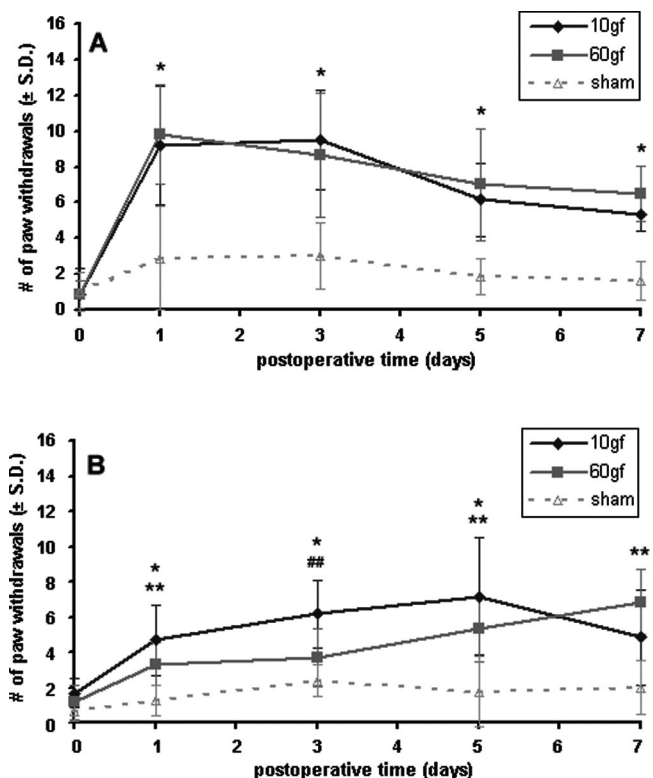 A
10gf
60gf
sham
# of paw withdrawals (± S.D.)
16
14
12
10
8
6
4
2
0
* * * *
0 1 2 3 4 5 6 7
postoperative time (days)
B
10gf
60gf
sham
# of paw withdrawals (± S.D.)
16
14
12
10
8
6
4
2
0
* * *
** ## ** **
0 1 2 3 4 5 6 7
postoperative time (days)